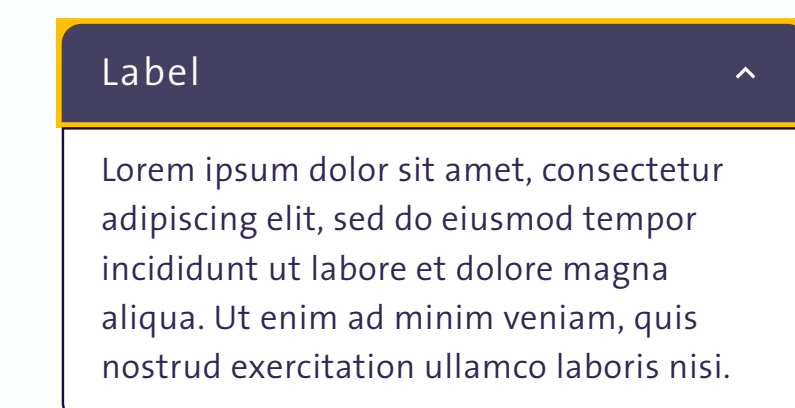 Label
Lorem ipsum dolor sit amet, consectetur
adipiscing elit, sed do eiusmod tempor
incididunt ut labore et dolore magna
aliqua. Ut enim ad minim veniam, quis
nostrud exercitation ullamco laboris nisi.